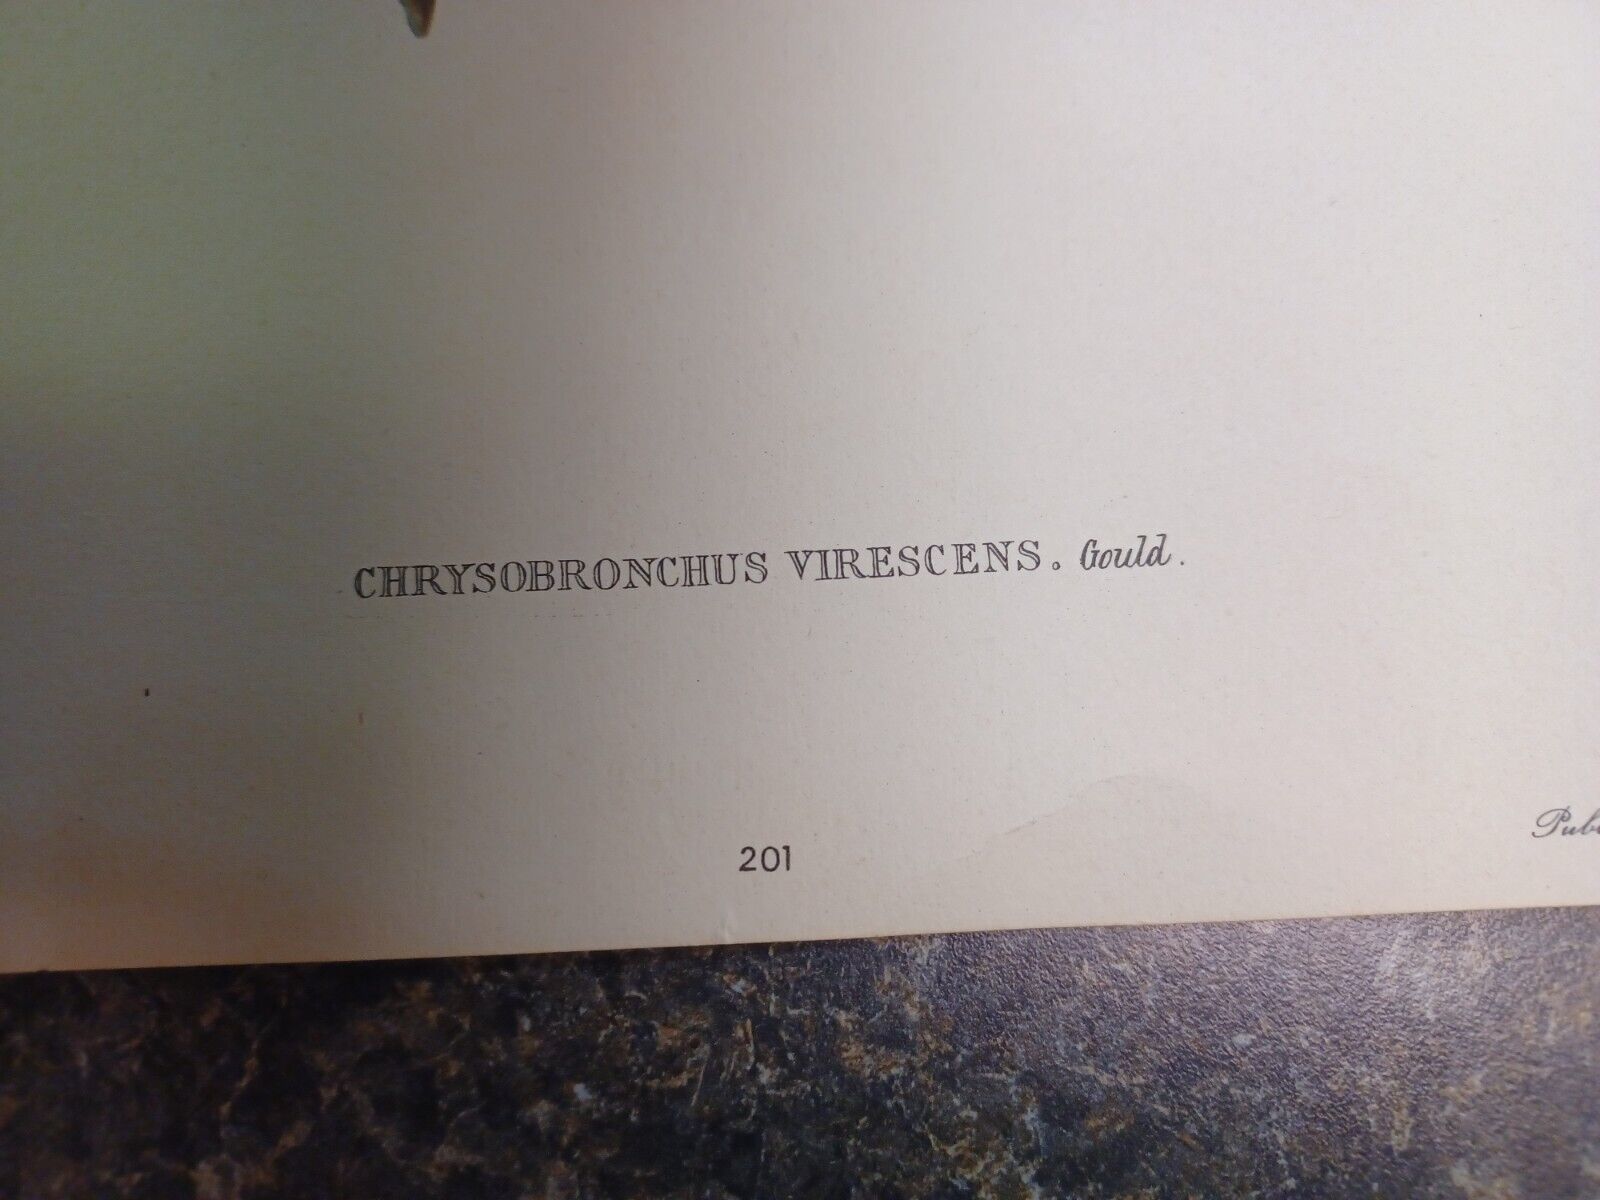 CHRYSOBRONCHUS VIRESCENS. Gould.
201